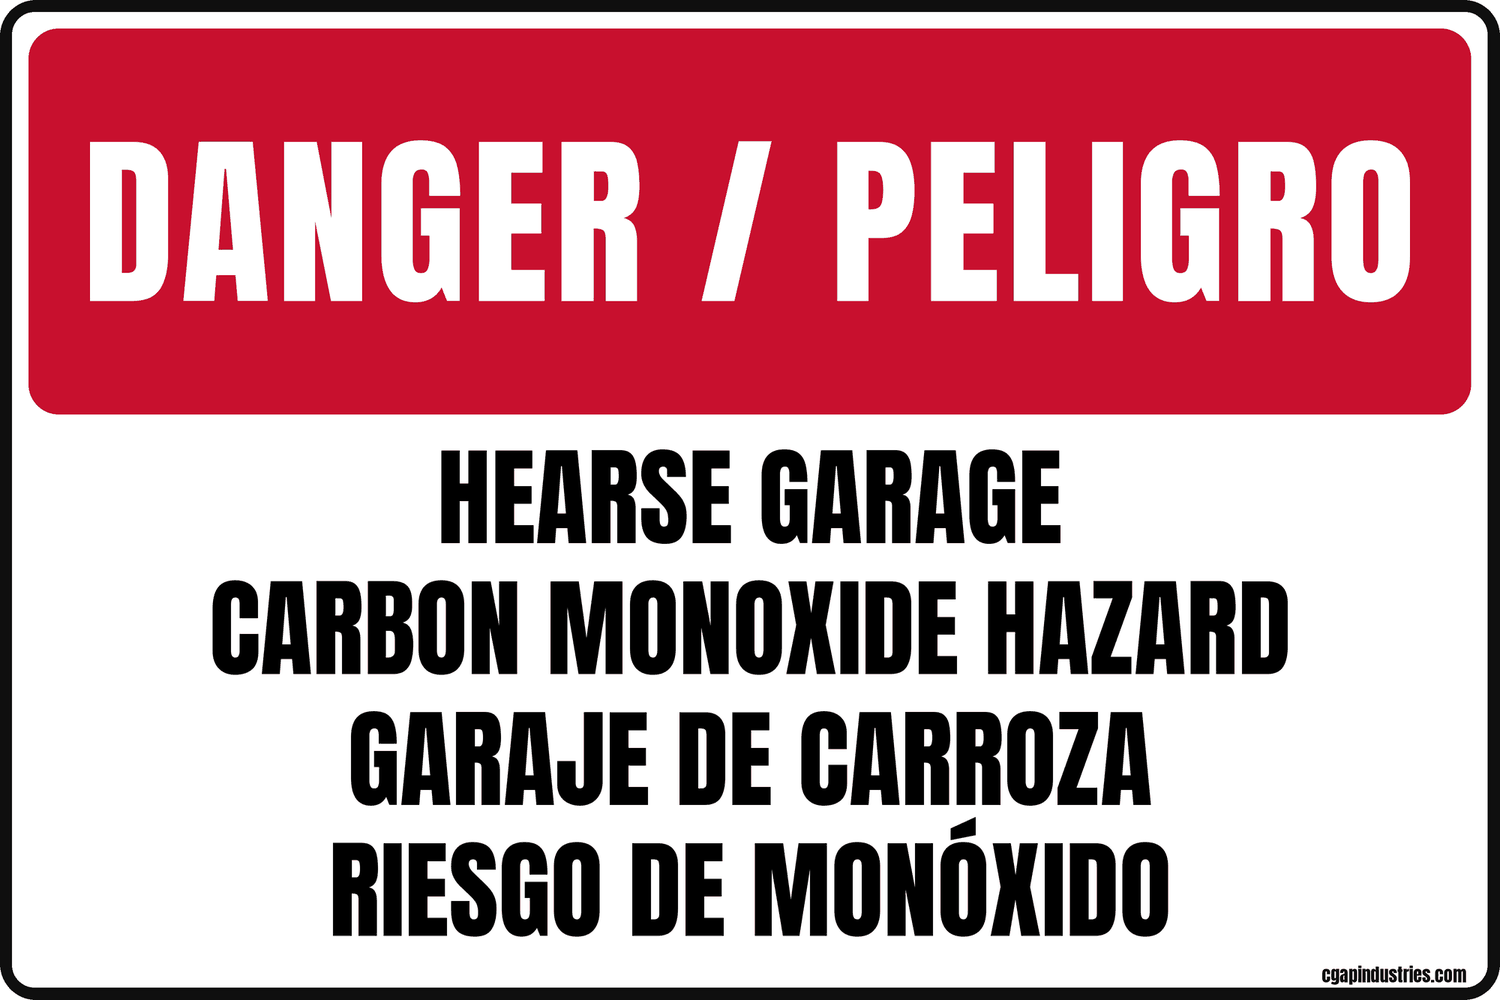 DANGER / PELIGRO
HEARSE GARAGE
CARBON MONOXIDE HAZARD
GARAJE DE CARROZA
RIESGO DE MONÓXIDO
cgapindustries.com